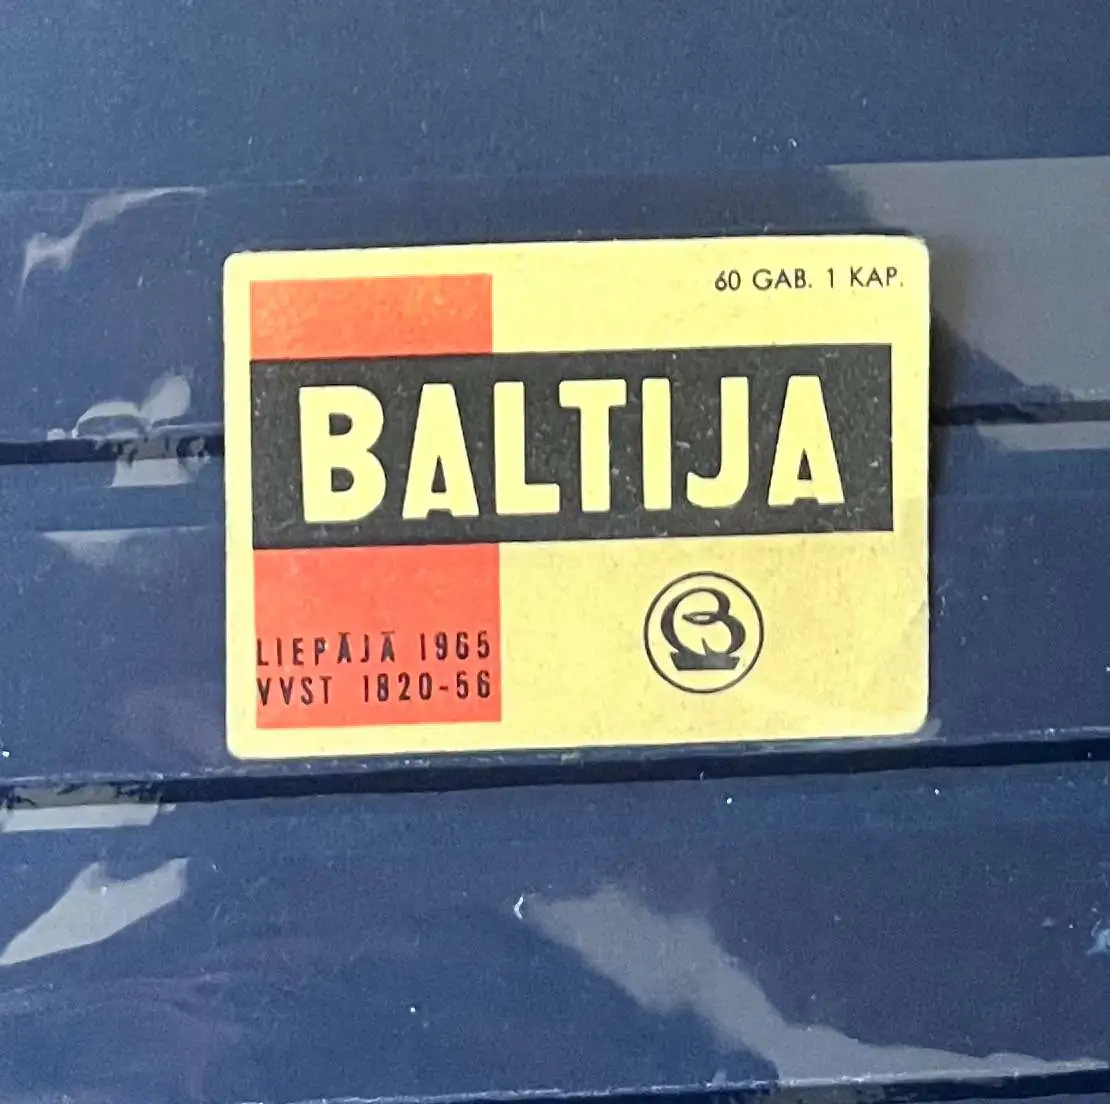 60 GAB. 1 KAP.
BALTIJA
LIEPĀJĀ 1965
VVST 1820-56
B